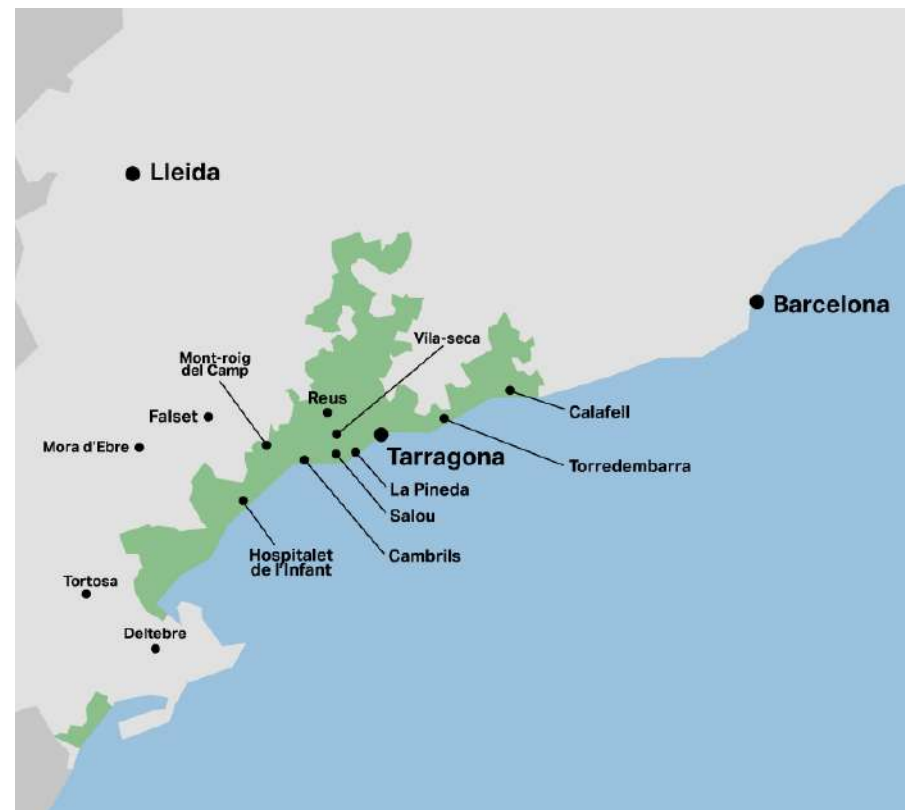 Lleida
Barcelona
Vila-seca
Mont-roig
del Camp
Reus
Calafell
Falset
Mora d'Ebre
Tarragona
Torredembarra
La Pineda
Salou
Hospitalet
de l'Infant
Cambrils
Tortosa
Deltebre